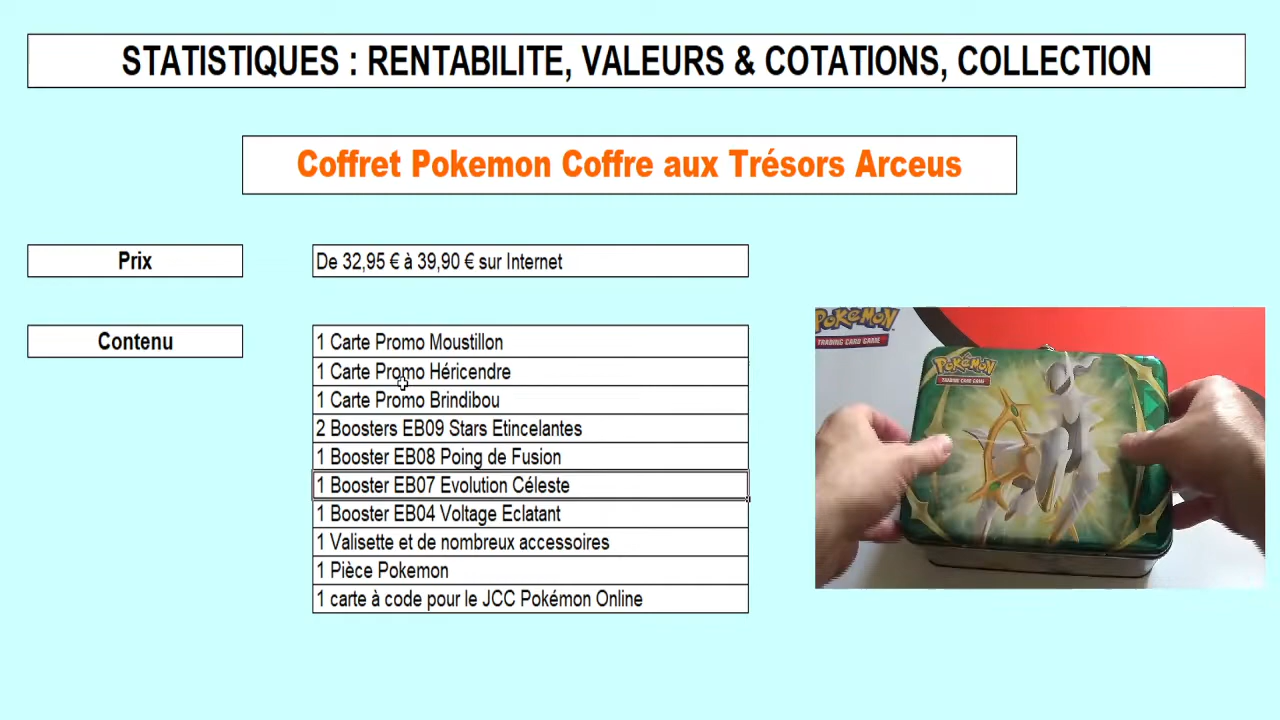 STATISTIQUES : RENTABILITE, VALEURS & COTATIONS, COLLECTION
Coffret Pokemon Coffre aux Trésors Arceus
Prix
De 32,95 € à 39,90 € sur Internet
Contenu
1 Carte Promo Moustillon
1 Carte Promo Héricendre
1 Carte Promo Brindibou
2 Boosters EB09 Stars Etincelantes
1 Booster EB08 Poing de Fusion
1 Booster EB07 Evolution Céleste
1 Booster EB04 Voltage Eclatant
1 Valisette et de nombreux accessoires
1 Pièce Pokemon
1 carte à code pour le JCC Pokémon Online
POKÉMON
TRADING CARD GAME
POKÉMON
TRADING CARD GAME